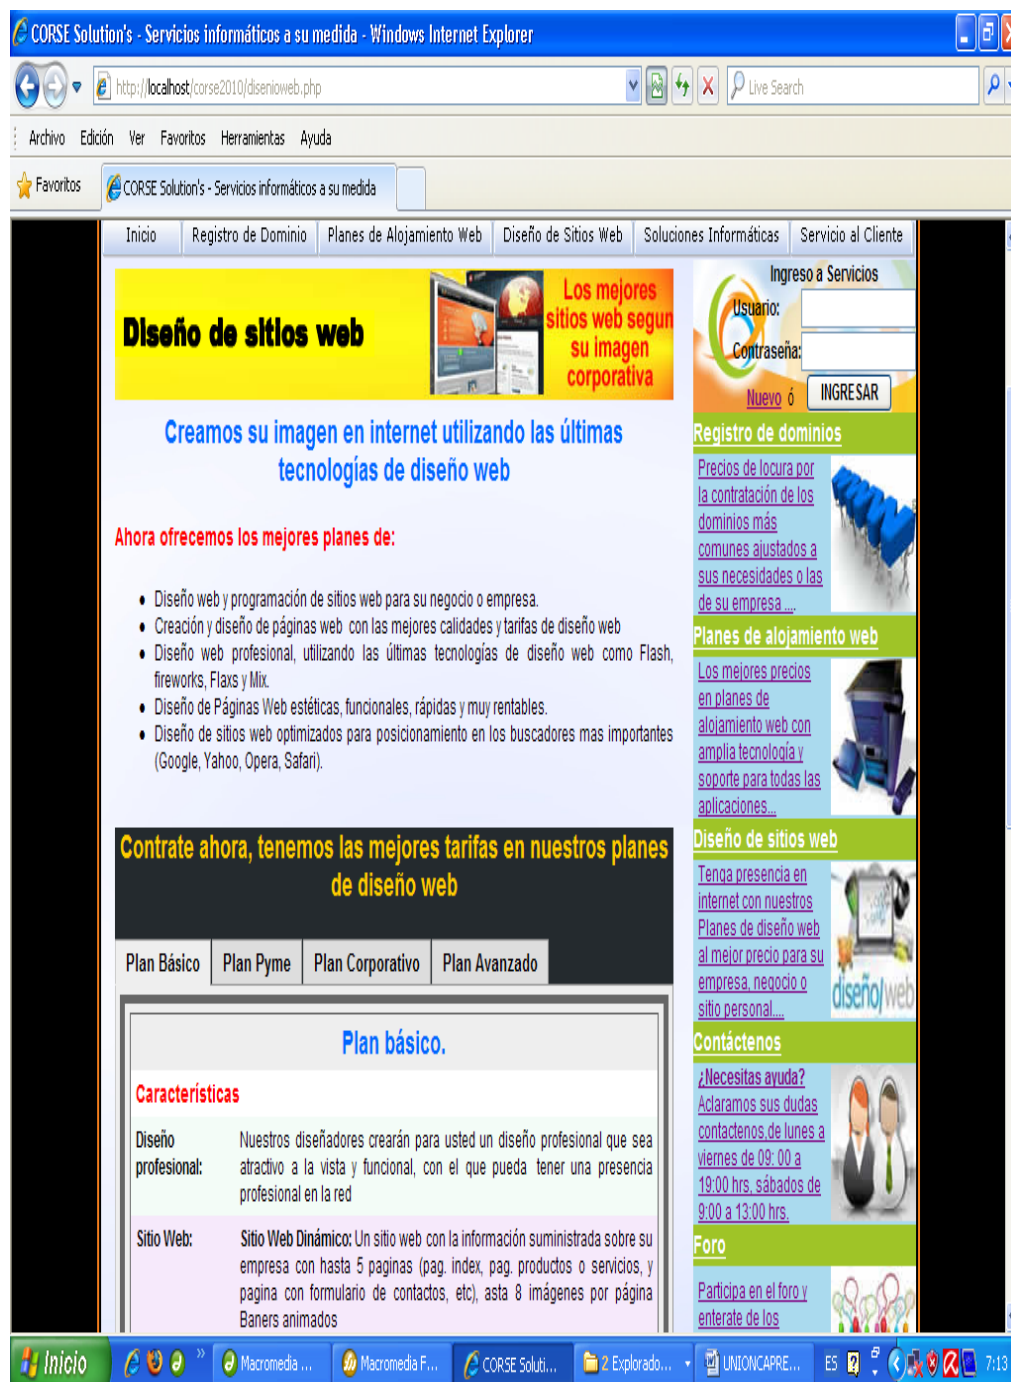 CORSE Solution's - Servicios informáticos a su medida - Windows Internet Explorer
http://localhost/corse2010/disenioweb.php
Live Search
Archivo Edición Ver Favoritos Herramientas Ayuda
Favoritos
CORSE Solution's - Servicios informáticos a su medida
Inicio Registro de Dominio Planes de Alojamiento Web Diseño de Sitios Web Soluciones Informáticas Servicio al Cliente
Diseño de sitios web
Los mejores
sitios web segun
su imagen
corporativa
Creamos su imagen en internet utilizando las últimas
tecnologías de diseño web
Ahora ofrecemos los mejores planes de:
• Diseño web y programación de sitios web para su negocio o empresa.
• Creación y diseño de páginas web con las mejores calidades y tarifas de diseño web
• Diseño web profesional, utilizando las últimas tecnologías de diseño web como Flash,
fireworks, Flaxs y Mix.
• Diseño de Páginas Web estéticas, funcionales, rápidas y muy rentables.
• Diseño de sitios web optimizados para posicionamiento en los buscadores mas importantes
(Google, Yahoo, Opera, Safari).
Contrate ahora, tenemos las mejores tarifas en nuestros planes
de diseño web
Plan Básico Plan Pyme Plan Corporativo Plan Avanzado
Plan básico.
Características
Diseño
profesional:
Nuestros diseñadores crearán para usted un diseño profesional que sea
atractivo a la vista y funcional, con el que pueda tener una presencia
profesional en la red
Sitio Web:
Sitio Web Dinámico: Un sitio web con la información suministrada sobre su
empresa con hasta 5 paginas (pag. index, pag. productos o servicios, y
pagina con formulario de contactos, etc), asta 8 imágenes por página
Baners animados
Ingreso a Servicios
Usuario:
Contraseña:
Nuevo ó INGRESAR
Registro de dominios
Precios de locura por
la contratación de los
dominios más
comunes ajustados a
sus necesidades o las
de su empresa ....
www
Planes de alojamiento web
Los mejores precios
en planes de
alojamiento web con
amplia tecnología y
soporte para todas las
aplicaciones...
Diseño de sitios web
Tenga presencia en
internet con nuestros
Planes de diseño web
al mejor precio para su
empresa, negocio o
sitio personal....
diseño/web
Contáctenos
¿Necesitas ayuda?
Aclaramos sus dudas
contactenos,de lunes a
viernes de 09: 00 a
19:00 hrs, sábados de
9:00 a 13:00 hrs.
Foro
Participa en el foro y
enterate de los
Inicio » Macromedia ... Macromedia F... CORSE Soluti... 2 Explorado... UNIONCAPRE... ES 7:13